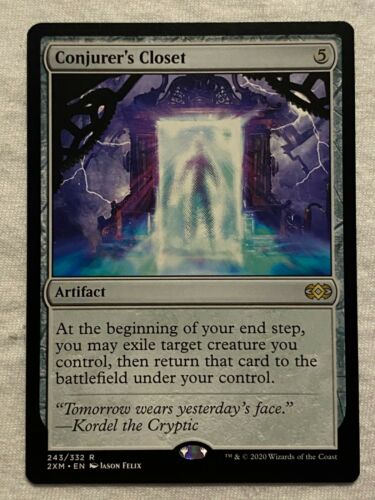 Conjurer's Closet 5
Artifact
At the beginning of your end step,
you may exile target creature you
control, then return that card to the
battlefield under your control.
“Tomorrow wears yesterday's face.”
—Kordel the Cryptic
243/332 R
2XM • EN Jason Felix
™ & © 2020 Wizards of the Coast